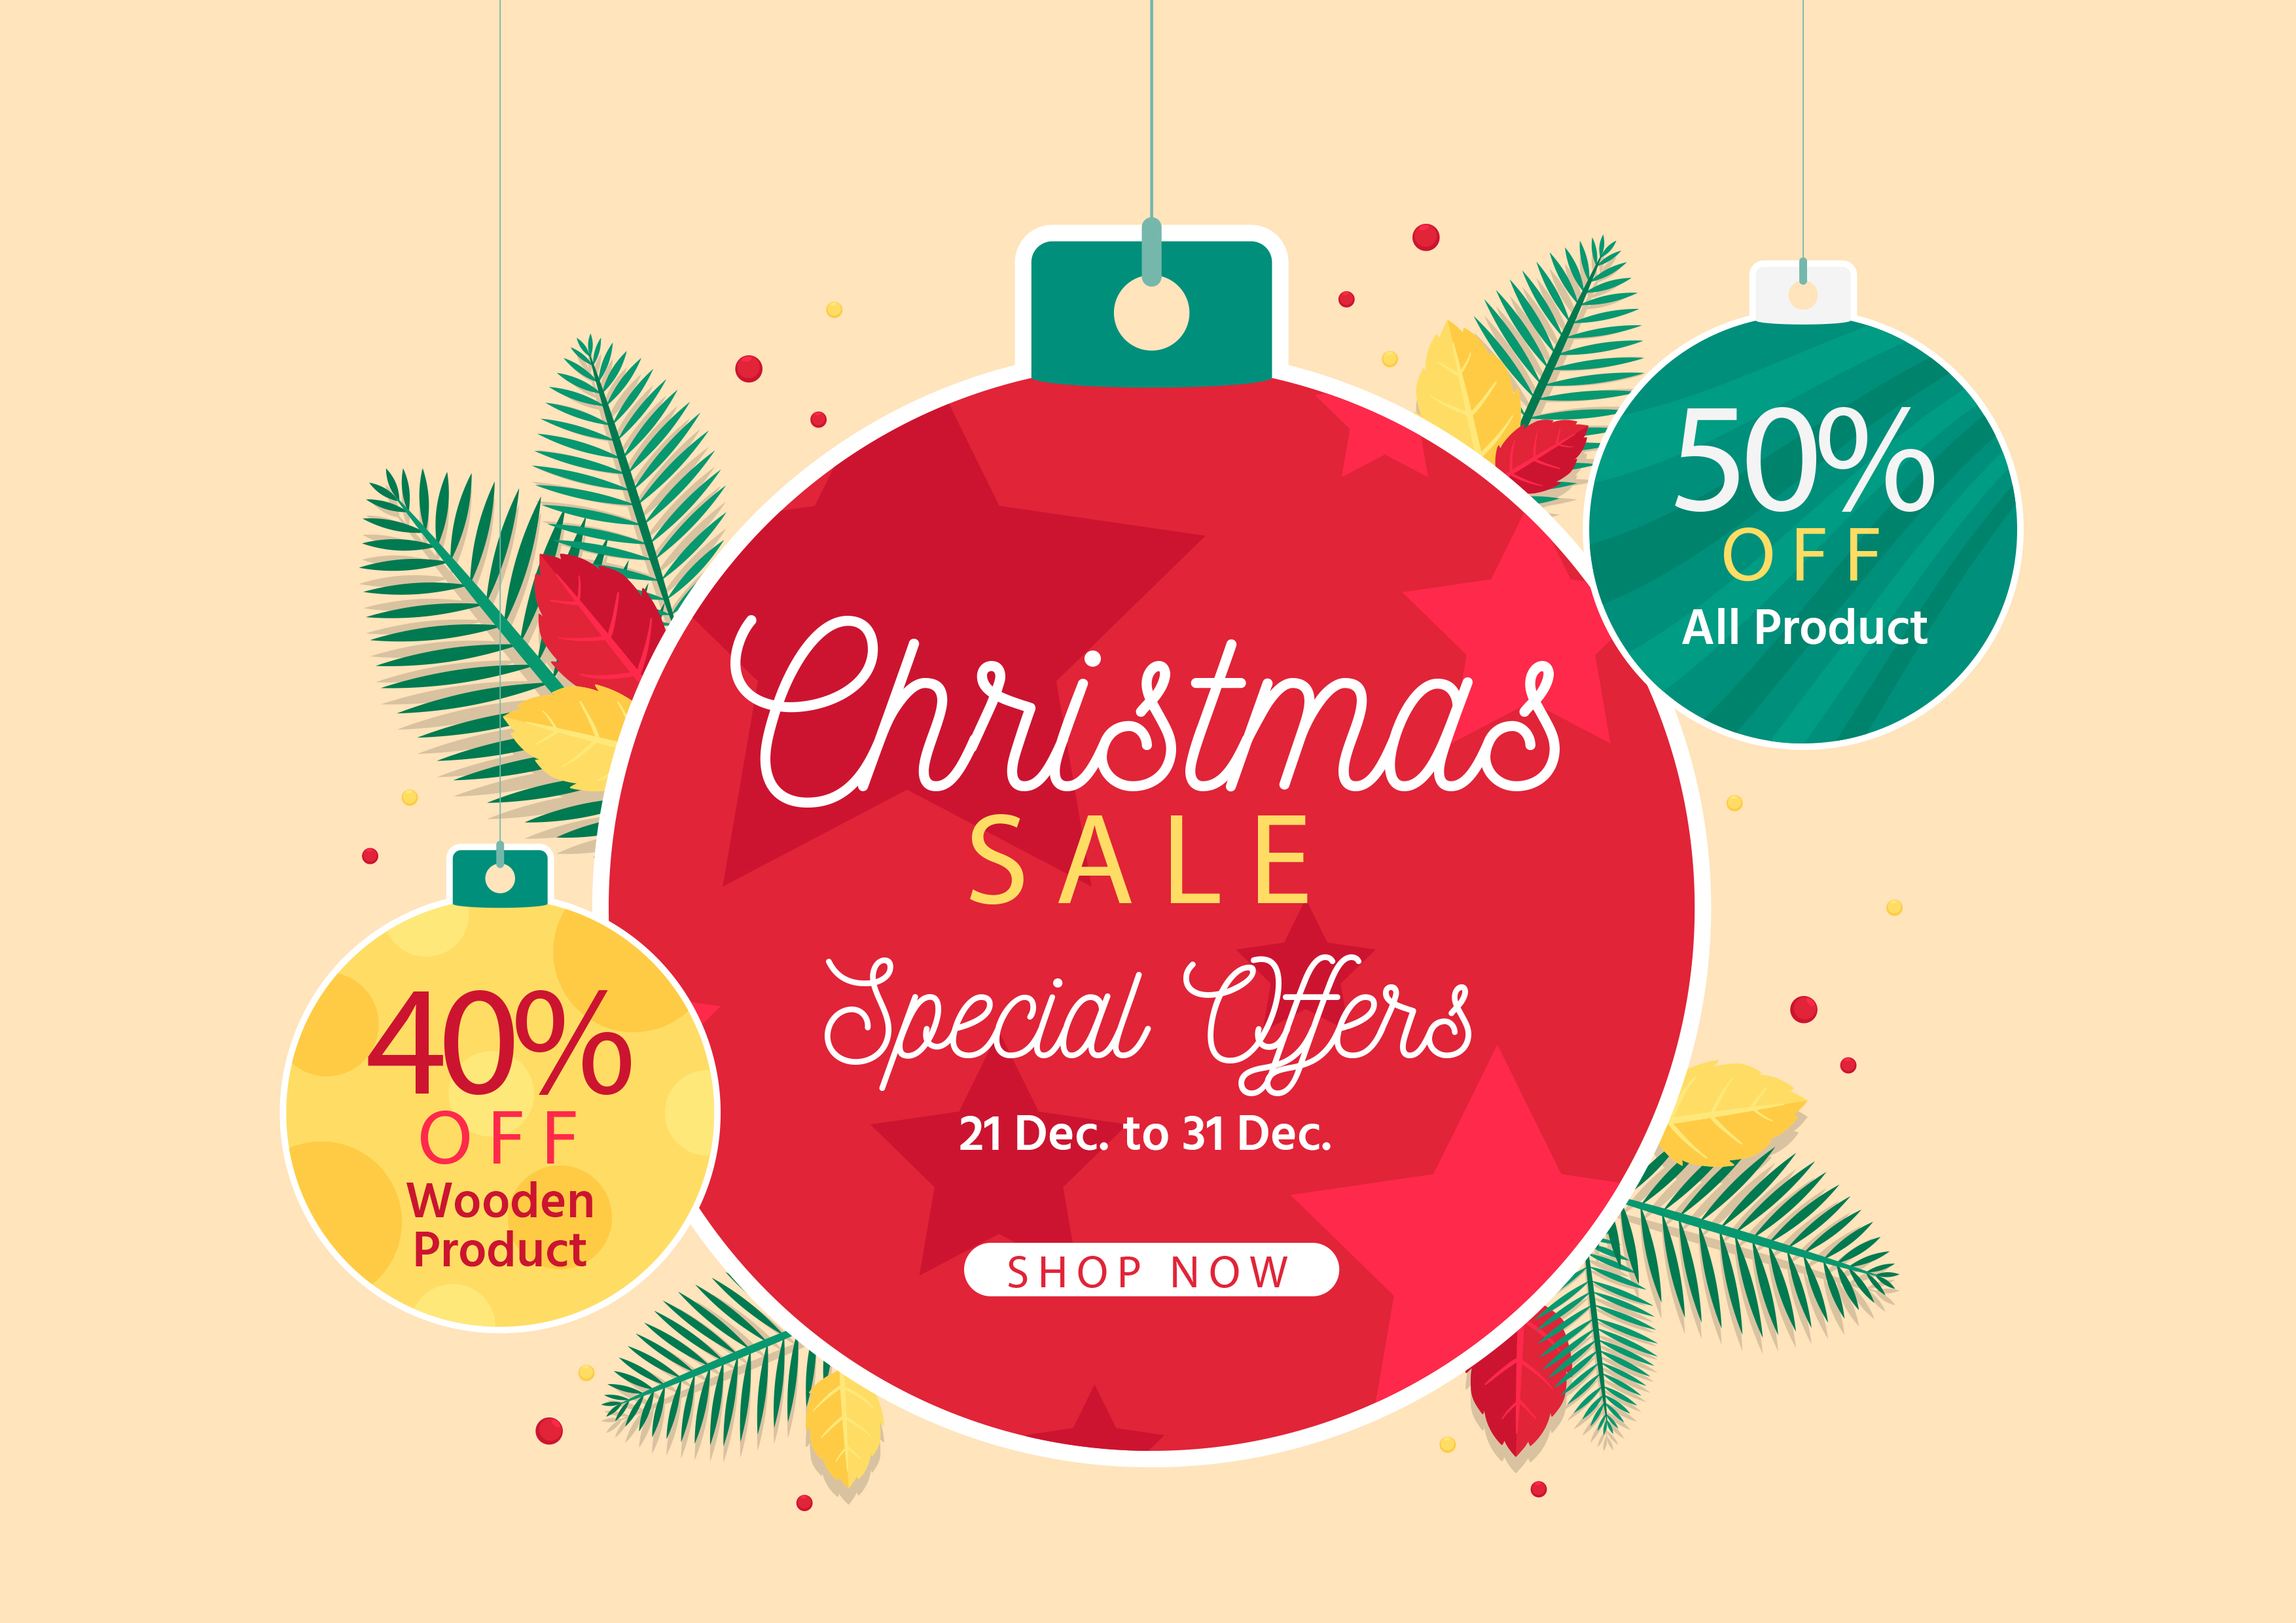 Christmas
SALE
Special Offers
21 Dec. to 31 Dec.
SHOP NOW
50%
OFF
All Product
40%
OFF
Wooden
Product